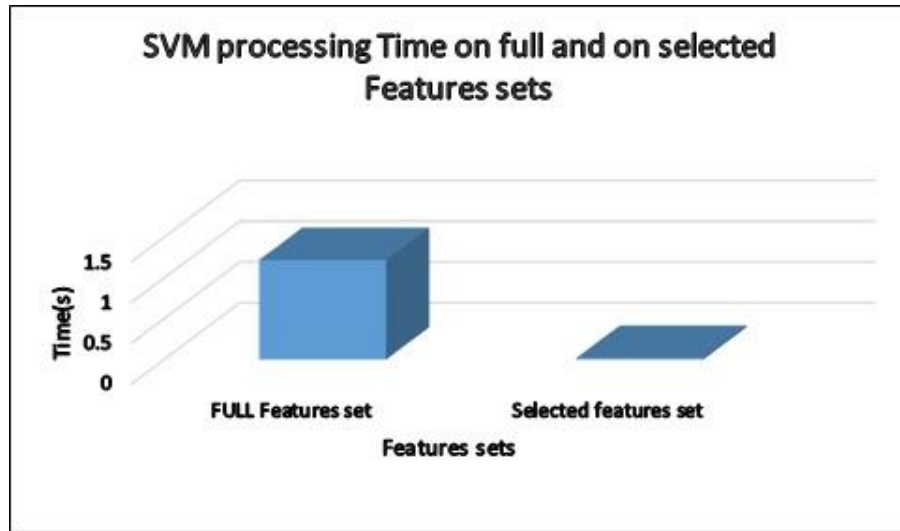 SVM processing Time on full and on selected
Features sets
1.5
1
0.5
0
Time(s)
FULL Features set
Selected features set
Features sets